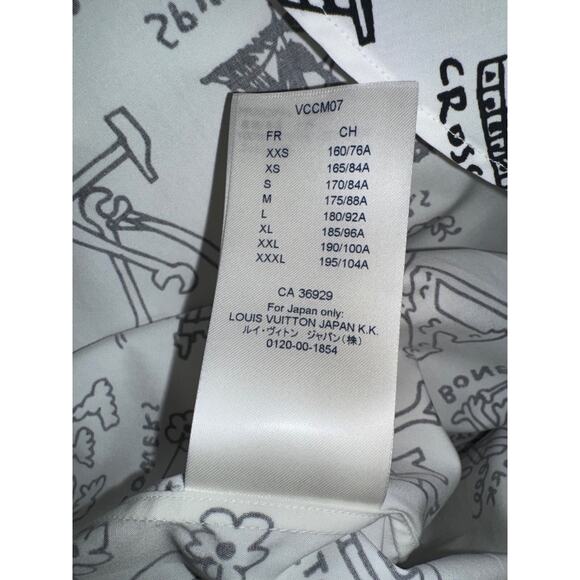 VCCM07
FR CH
XXS 160/76A
XS 165/84A
S 170/84A
M 175/88A
L 180/92A
XL 185/96A
XXL 190/100A
XXXL 195/104A
CA 36929
For Japan only:
LOUIS VUITTON JAPAN K.K.
ルイ・ヴィトン ジャパン(株)
0120-00-1854